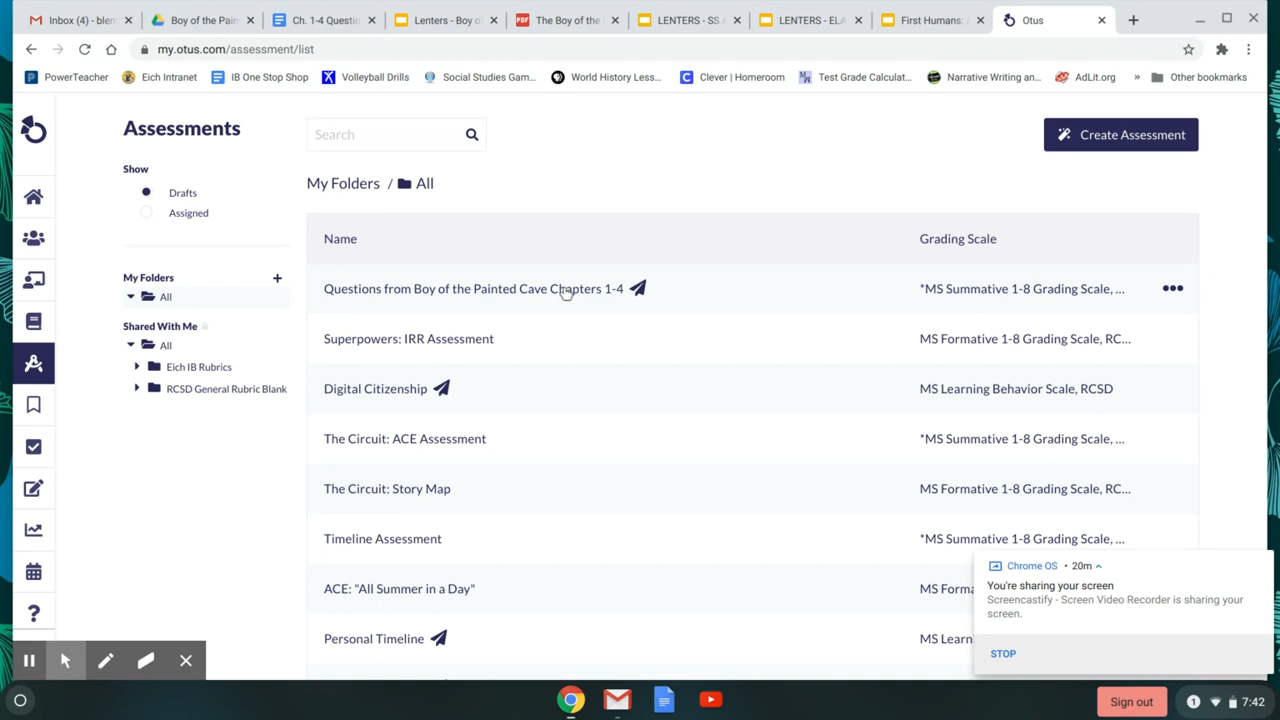 Inbox (4) - blen
Boy of the Pain
Ch. 1-4 Questio
Lenters - Boy o
The Boy of the
LENTERS - SS A
LENTERS - ELA
First Humans:
Otus
my.otus.com/assessment/list
PowerTeacher
Eich Intranet
IB One Stop Shop
Volleyball Drills
Social Studies Gam...
World History Less...
Clever | Homeroom
Test Grade Calculat...
Narrative Writing an...
AdLit.org
»
Other bookmarks
Assessments
Search
Create Assessment
Show
Drafts
Assigned
My Folders / All
My Folders +
All
Shared With Me
All
Eich IB Rubrics
RCSD General Rubric Blank
Name
Grading Scale
Questions from Boy of the Painted Cave Chapters 1-4
*MS Summative 1-8 Grading Scale, ...
Superpowers: IRR Assessment
MS Formative 1-8 Grading Scale, RC...
Digital Citizenship
MS Learning Behavior Scale, RCSD
The Circuit: ACE Assessment
*MS Summative 1-8 Grading Scale, ...
The Circuit: Story Map
MS Formative 1-8 Grading Scale, RC...
Timeline Assessment
*MS Summative 1-8 Grading Scale, ...
ACE: "All Summer in a Day"
MS Forma
Personal Timeline
MS Learn
Chrome OS • 20m
You're sharing your screen
Screencastify - Screen Video Recorder is sharing your
screen.
STOP
?
Sign out
1
7:42